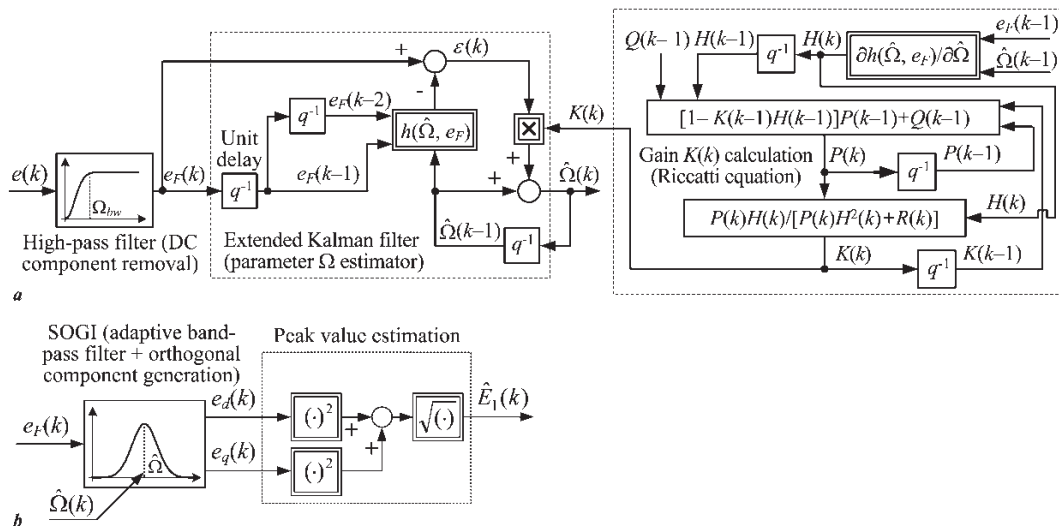 e(k)
Ω_bw
High-pass filter (DC
component removal)
e_F(k)
Unit
delay
q⁻¹
q⁻¹
e_F(k–2)
e_F(k–1)
h(Ω̂, e_F)
+
-
ε(k)
×
+
+
Ω̂(k)
Ω̂(k–1)
q⁻¹
Extended Kalman filter
(parameter Ω estimator)
K(k)
Q(k–1)
H(k–1)
q⁻¹
H(k)
∂h(Ω̂, e_F)/∂Ω̂
e_F(k–1)
Ω̂(k–1)
[1– K(k–1)H(k–1)]P(k–1)+Q(k–1)
Gain K(k) calculation
(Riccatti equation)
P(k)
q⁻¹
P(k–1)
P(k)H(k)/[P(k)H²(k)+R(k)]
H(k)
K(k)
q⁻¹
K(k–1)
a
SOGI (adaptive band-
pass filter + orthogonal
component generation)
e_F(k)
Ω̂
Ω̂(k)
e_d(k)
e_q(k)
Peak value estimation
(·)²
(·)²
+
+
√(·)
Ê₁(k)
b